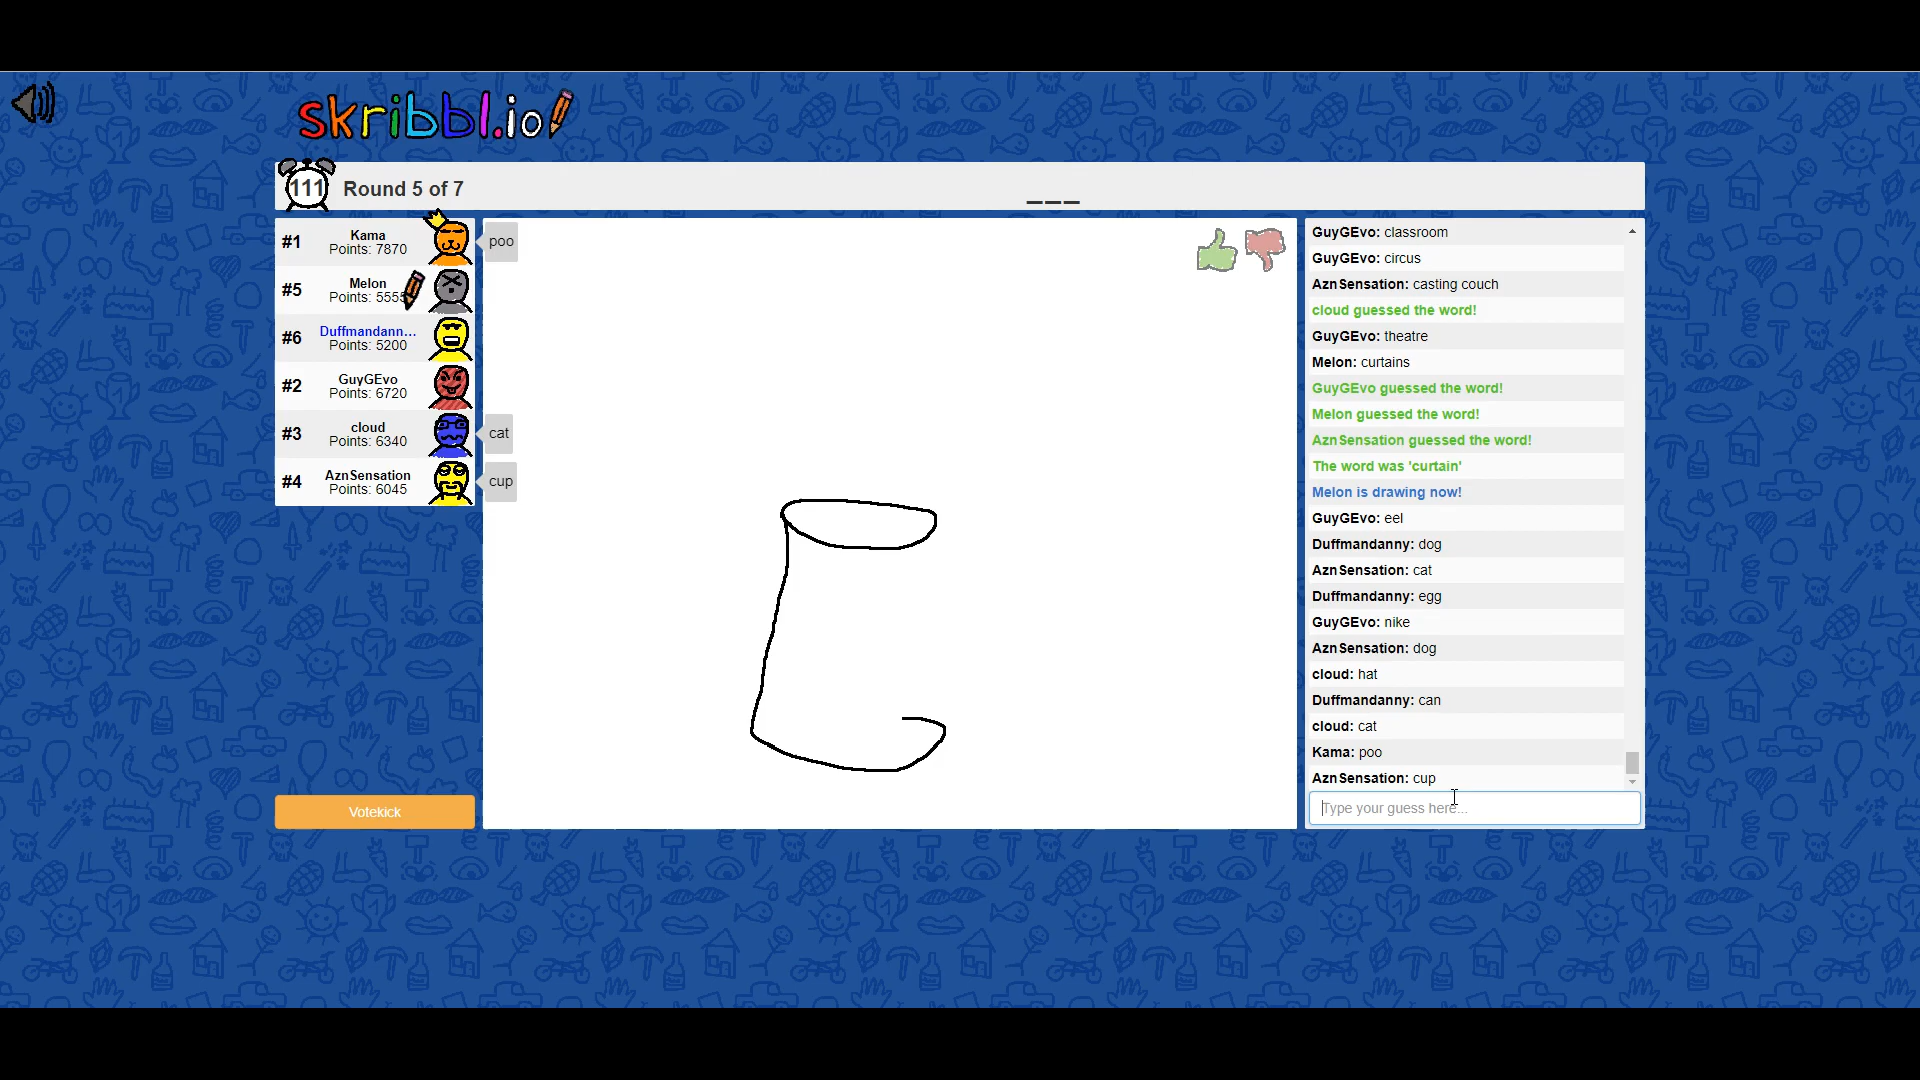 skribbl.io
111 Round 5 of 7
_ _ _
#1 Kama
Points: 7870
poo
#5 Melon
Points: 5555
#6 Duffmandann...
Points: 5200
#2 GuyGEvo
Points: 6720
#3 cloud
Points: 6340
cat
#4 AznSensation
Points: 6045
cup
Votekick
GuyGEvo: classroom
GuyGEvo: circus
AznSensation: casting couch
cloud guessed the word!
GuyGEvo: theatre
Melon: curtains
GuyGEvo guessed the word!
Melon guessed the word!
AznSensation guessed the word!
The word was 'curtain'
Melon is drawing now!
GuyGEvo: eel
Duffmandanny: dog
AznSensation: cat
Duffmandanny: egg
GuyGEvo: nike
AznSensation: dog
cloud: hat
Duffmandanny: can
cloud: cat
Kama: poo
AznSensation: cup
Type your guess here...